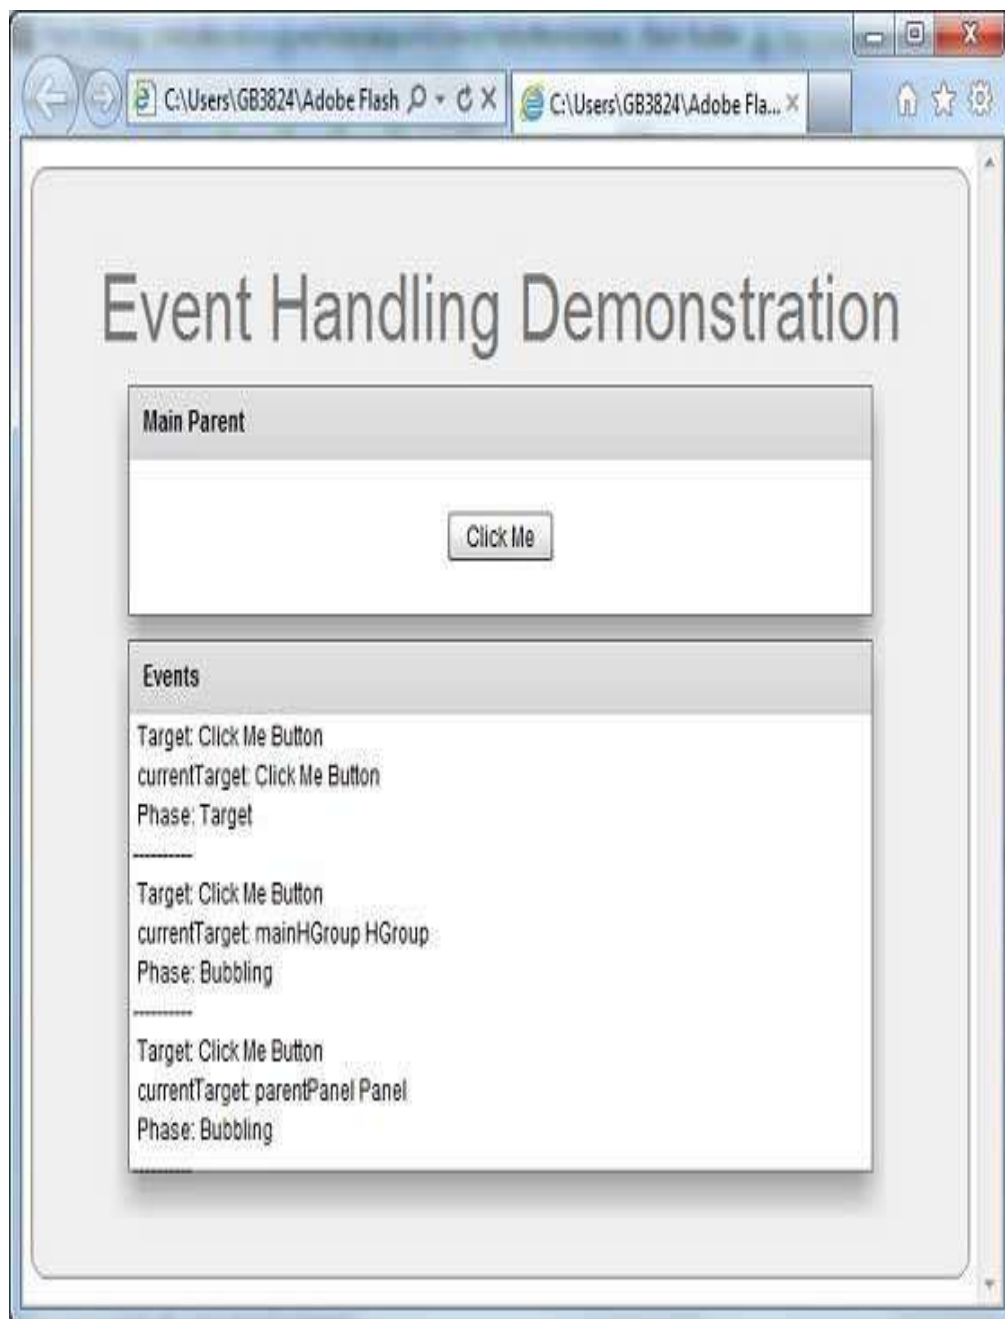 C:\Users\GB3824\Adobe Flash
C:\Users\GB3824\Adobe Fla...
Event Handling Demonstration
Main Parent
Click Me
Events
Target: Click Me Button
currentTarget: Click Me Button
Phase: Target
----------
Target: Click Me Button
currentTarget: mainHGroup HGroup
Phase: Bubbling
----------
Target: Click Me Button
currentTarget: parentPanel Panel
Phase: Bubbling
----------